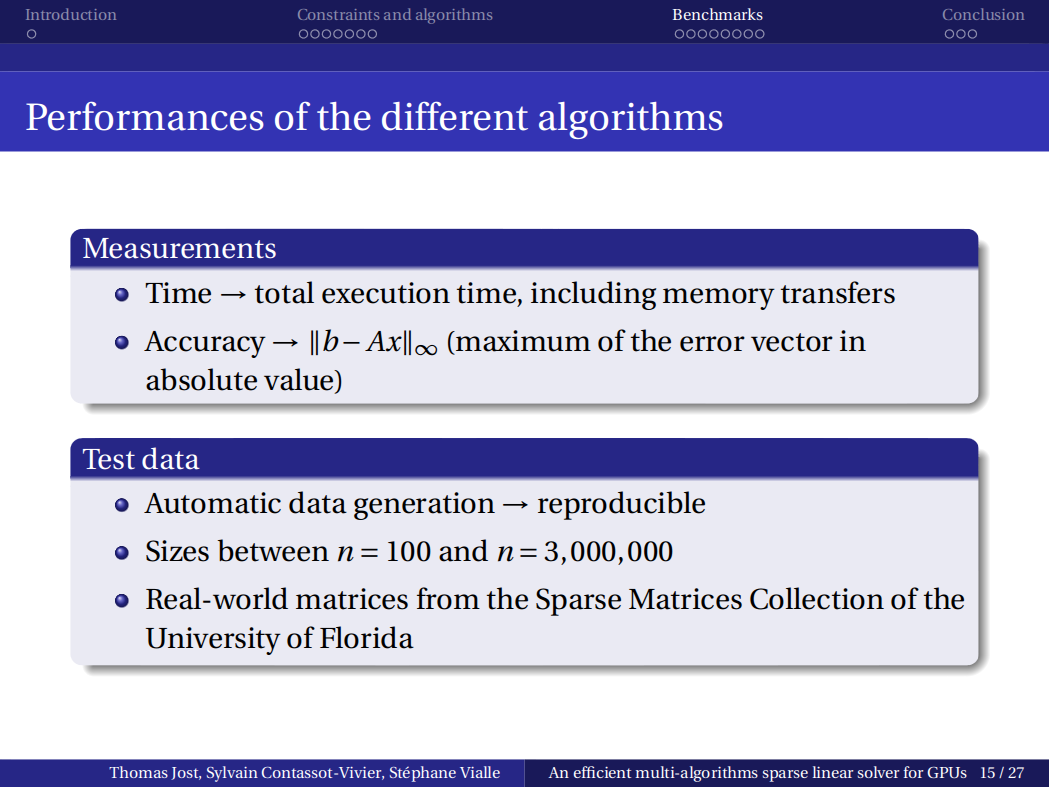 Introduction
Constraints and algorithms
Benchmarks
Conclusion
Performances of the different algorithms
Measurements
Time → total execution time, including memory transfers
Accuracy → ‖b − Ax‖∞ (maximum of the error vector in
absolute value)
Test data
Automatic data generation → reproducible
Sizes between n = 100 and n = 3,000,000
Real-world matrices from the Sparse Matrices Collection of the
University of Florida
Thomas Jost, Sylvain Contassot-Vivier, Stéphane Vialle
An efficient multi-algorithms sparse linear solver for GPUs 15 / 27